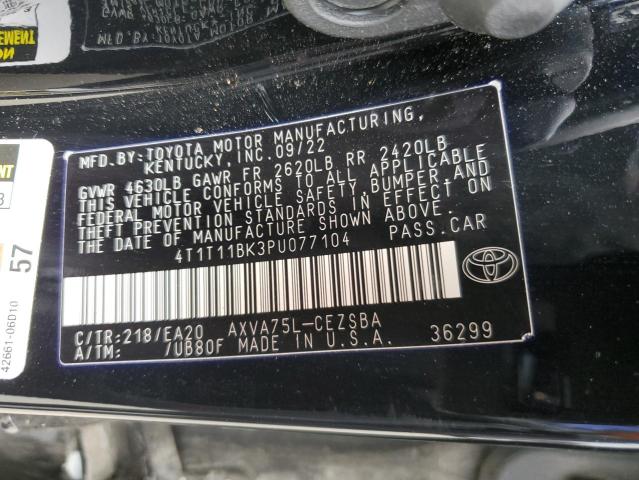 MFD.BY:TOYOTA MOTOR MANUFACTURING,
KENTUCKY, INC.09/22
GVWR 4630LB GAWR FR 2620LB RR 2420LB
THIS VEHICLE CONFORMS TO ALL APPLICABLE
FEDERAL MOTOR VEHICLE SAFETY, BUMPER, AND
THEFT PREVENTION STANDARDS IN EFFECT ON
THE DATE OF MANUFACTURE SHOWN ABOVE.
4T1T11BK3PU077104 PASS.CAR
C/TR:218/EA20 AXVA75L-CEZSBA
A/TM: /UB80F MADE IN U.S.A. 36299
57
42661-06D10